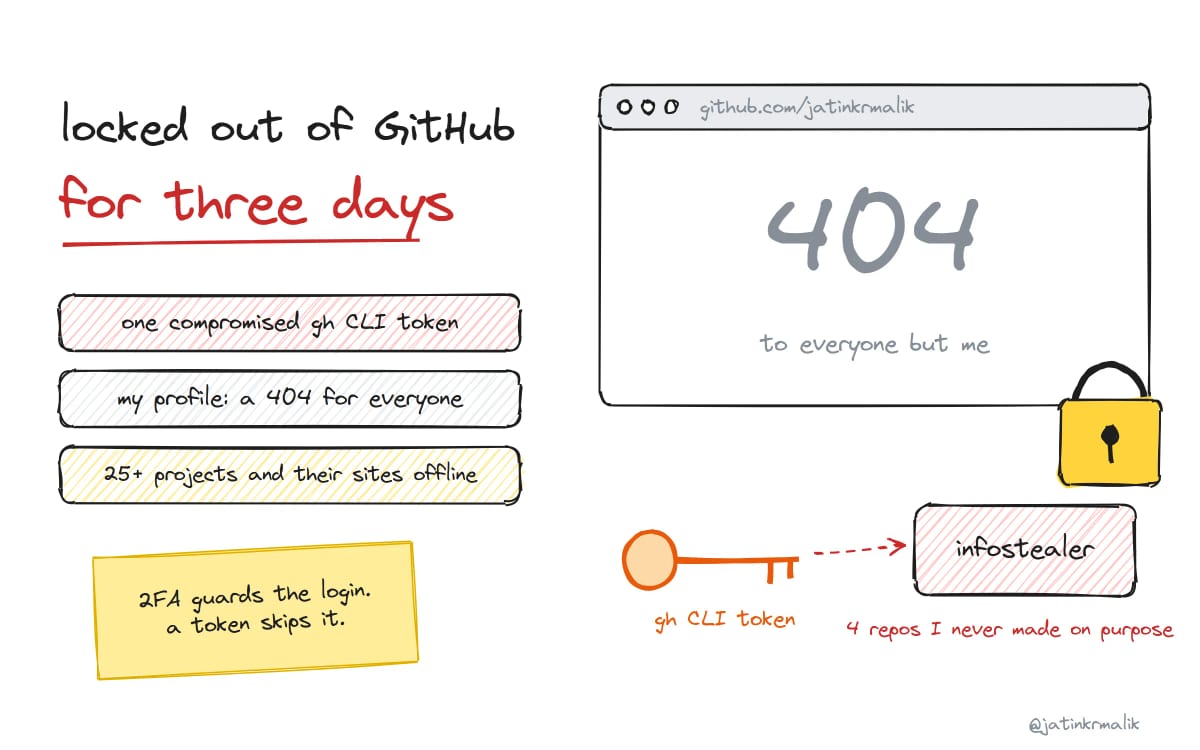 locked out of GitHub
for three days
one compromised gh CLI token
my profile: a 404 for everyone
25+ projects and their sites offline
2FA guards the login.
a token skips it.
github.com/jatinkrmalik
404
to everyone but me
infostealer
gh CLI token
4 repos I never made on purpose
@jatinkrmalik